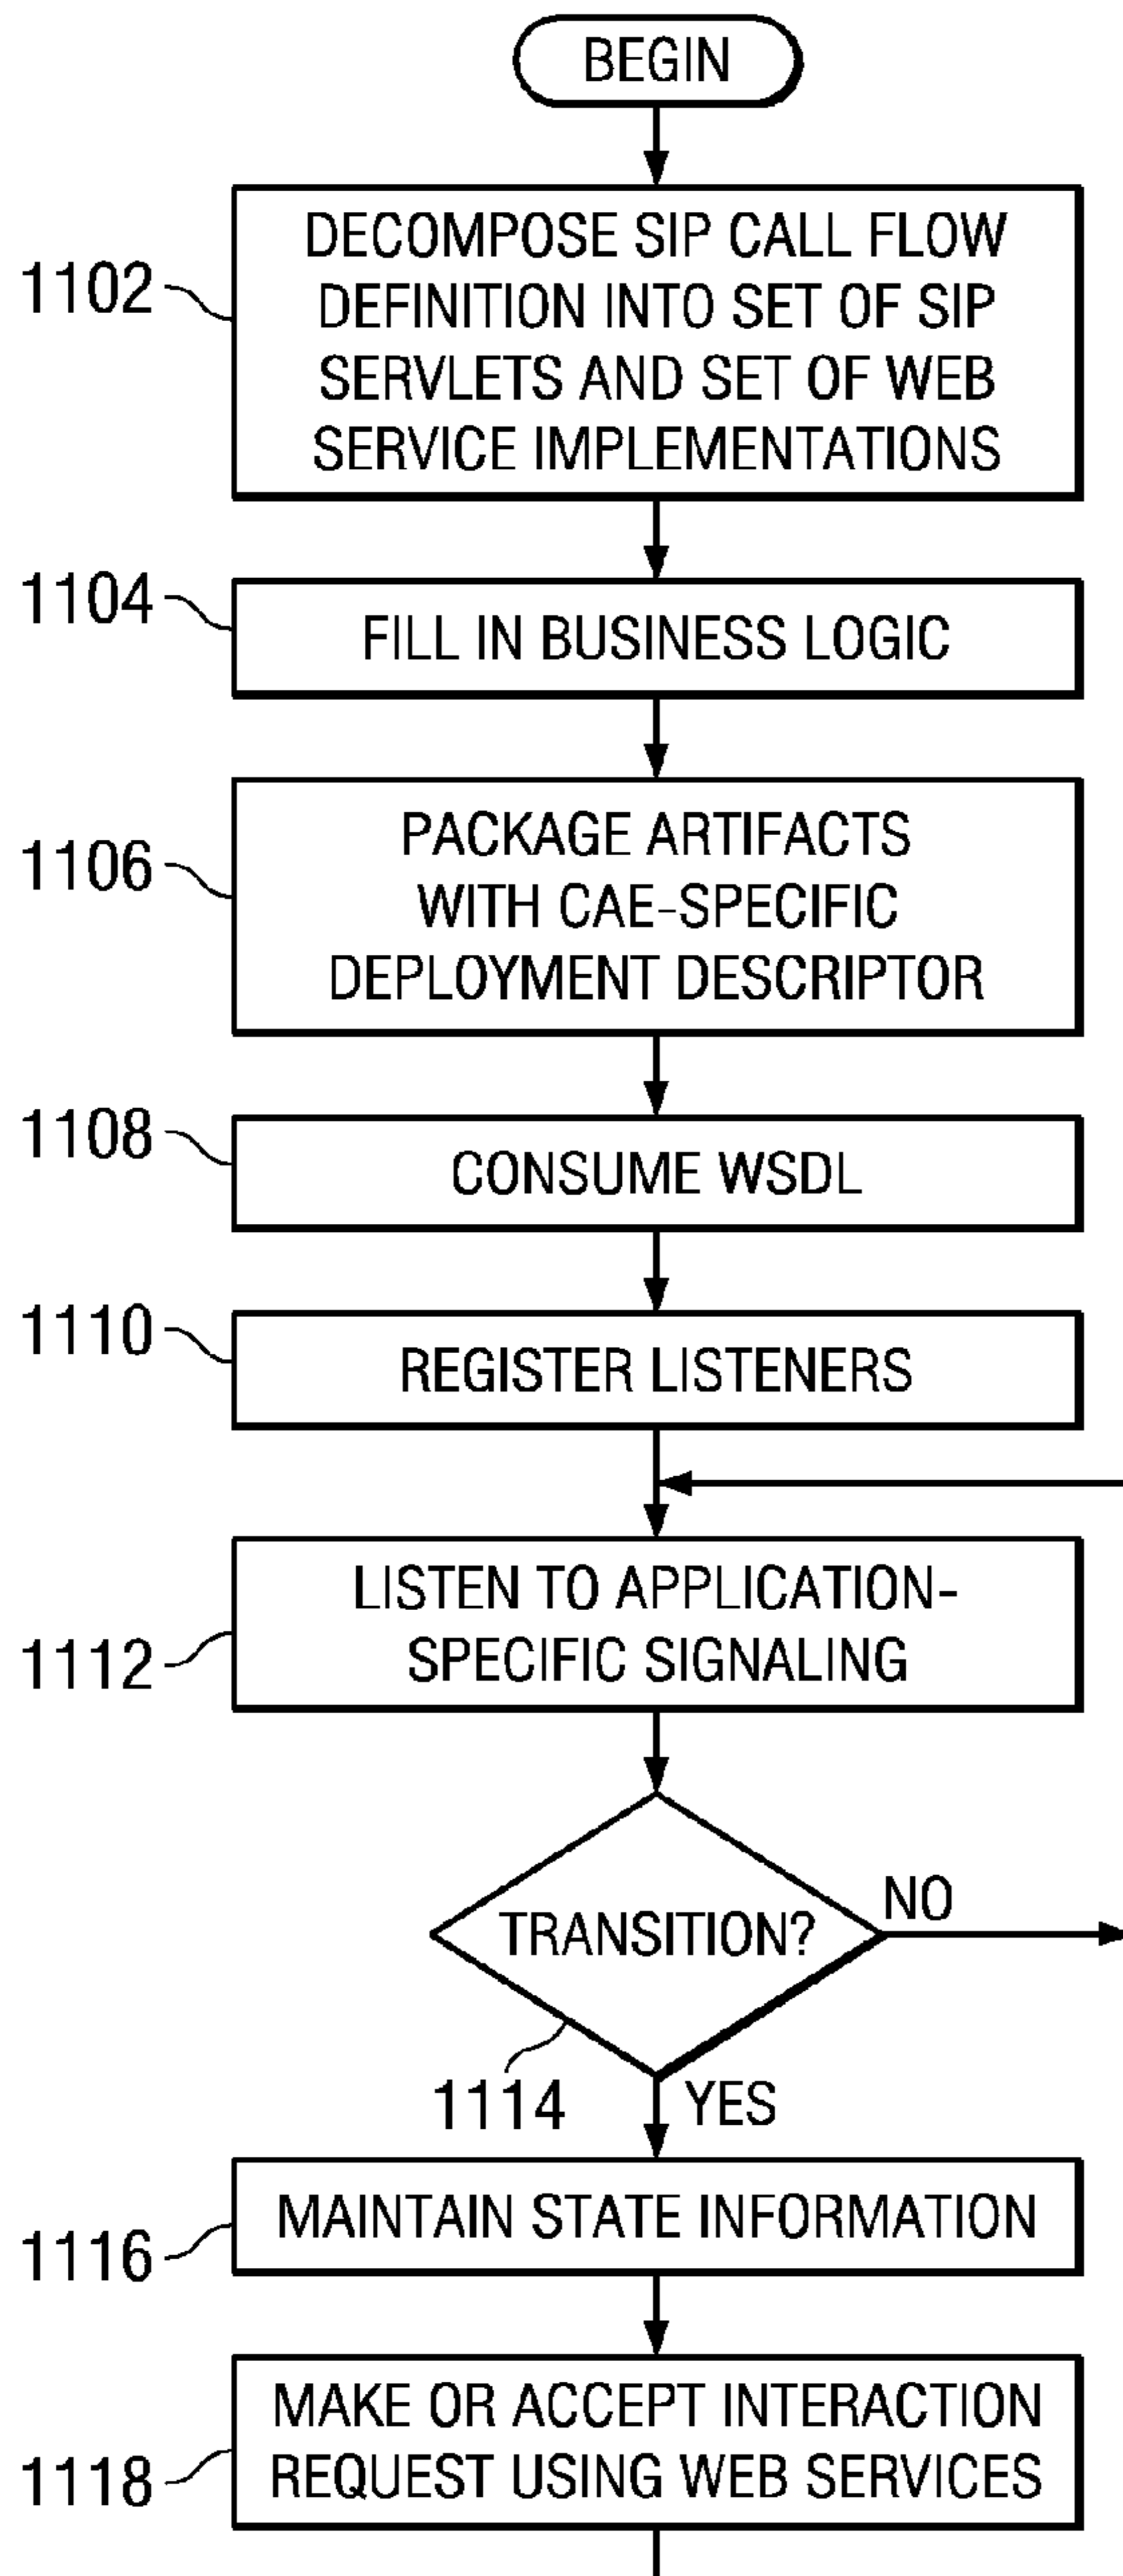 BEGIN
1102
DECOMPOSE SIP CALL FLOW
DEFINITION INTO SET OF SIP
SERVLETS AND SET OF WEB
SERVICE IMPLEMENTATIONS
1104
FILL IN BUSINESS LOGIC
1106
PACKAGE ARTIFACTS
WITH CAE-SPECIFIC
DEPLOYMENT DESCRIPTOR
1108
CONSUME WSDL
1110
REGISTER LISTENERS
1112
LISTEN TO APPLICATION-
SPECIFIC SIGNALING
TRANSITION?
NO
1114
YES
1116
MAINTAIN STATE INFORMATION
1118
MAKE OR ACCEPT INTERACTION
REQUEST USING WEB SERVICES